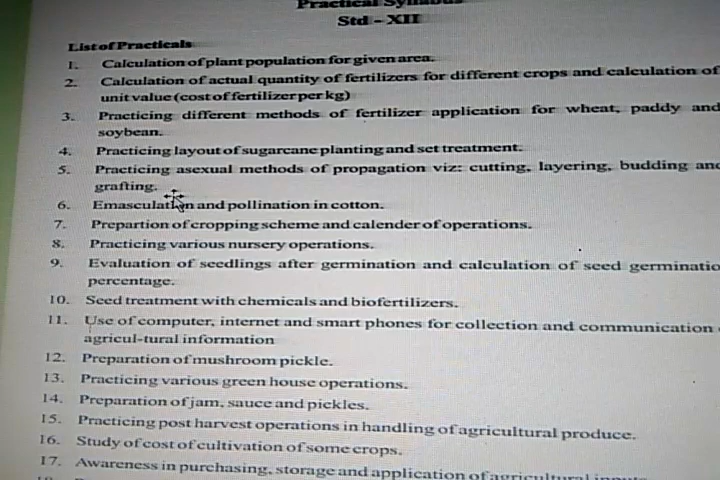 Practical Syllabus
Std - XII
List of Practicals
1. Calculation of plant population for given area.
2. Calculation of actual quantity of fertilizers for different crops and calculation of
unit value (cost of fertilizer per kg)
3. Practicing different methods of fertilizer application for wheat, paddy and
soybean.
4. Practicing layout of sugarcane planting and set treatment.
5. Practicing asexual methods of propagation viz: cutting, layering, budding and
grafting.
6. Emasculation and pollination in cotton.
7. Prepartion of cropping scheme and calender of operations.
8. Practicing various nursery operations.
9. Evaluation of seedlings after germination and calculation of seed germinatio
percentage.
10. Seed treatment with chemicals and biofertilizers.
11. Use of computer, internet and smart phones for collection and communication
agricul-tural information
12. Preparation of mushroom pickle.
13. Practicing various green house operations.
14. Preparation of jam, sauce and pickles.
15. Practicing post harvest operations in handling of agricultural produce.
16. Study of cost of cultivation of some crops.
17. Awareness in purchasing, storage and application of agricultural inputs